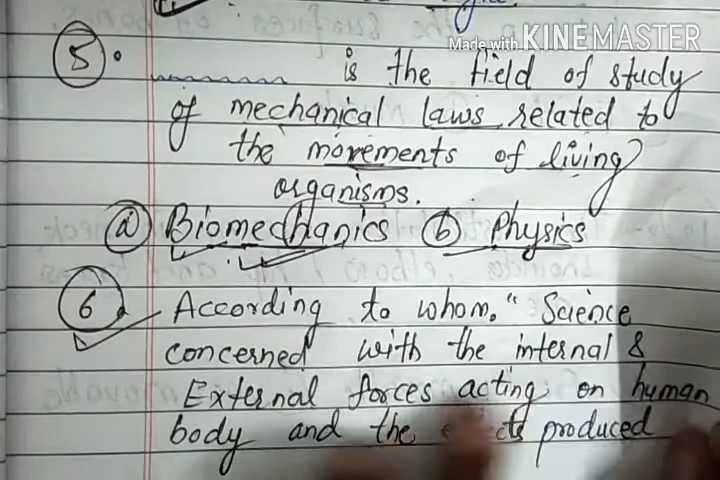 Made with KINEMASTER
5. ______ is the field of study
of mechanical laws related to
the movements of living
organisms.
a Biomechanics b Physics
6. According to whom. "Science
concerned with the internal &
External forces acting on human
body and the produced